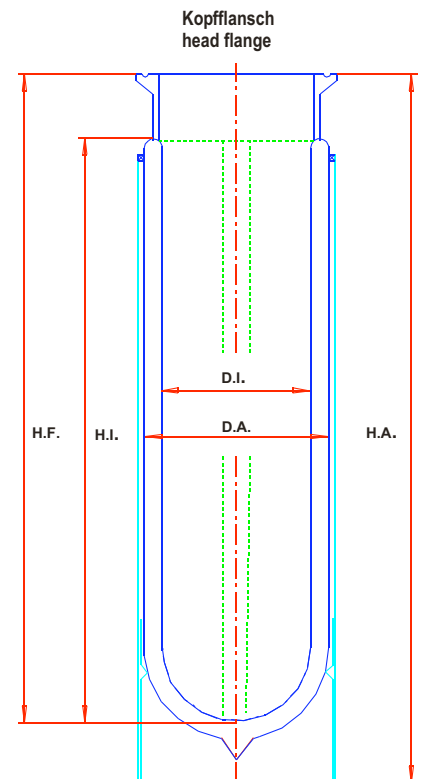 Kopfflansch
head flange
D.I.
D.A.
H.F.
H.I.
H.A.